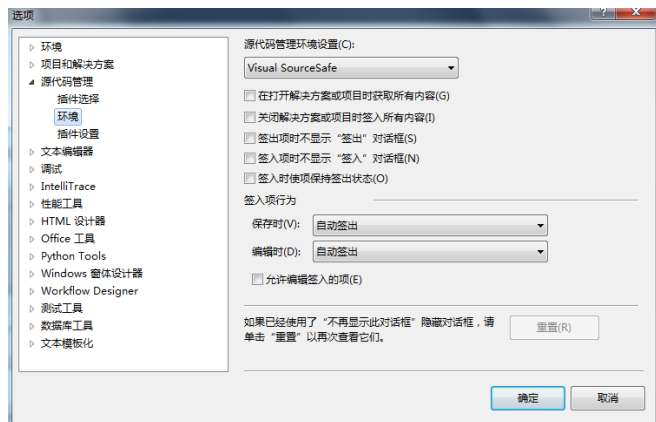 选项
环境
项目和解决方案
源代码管理
插件选择
环境
插件设置
文本编辑器
调试
IntelliTrace
性能工具
HTML 设计器
Office 工具
Python Tools
Windows 窗体设计器
Workflow Designer
测试工具
数据库工具
文本模板化
源代码管理环境设置(C):
Visual SourceSafe
在打开解决方案或项目时获取所有内容(G)
关闭解决方案或项目时签入所有内容(I)
签出项时不显示“签出”对话框(S)
签入项时不显示“签入”对话框(N)
签入时使项保持签出状态(O)
签入项行为
保存时(V): 自动签出
编辑时(D): 自动签出
允许编辑签入的项(E)
如果已经使用了“不再显示此对话框”隐藏对话框，请
单击“重置”以再次查看它们。
重置(R)
确定 取消